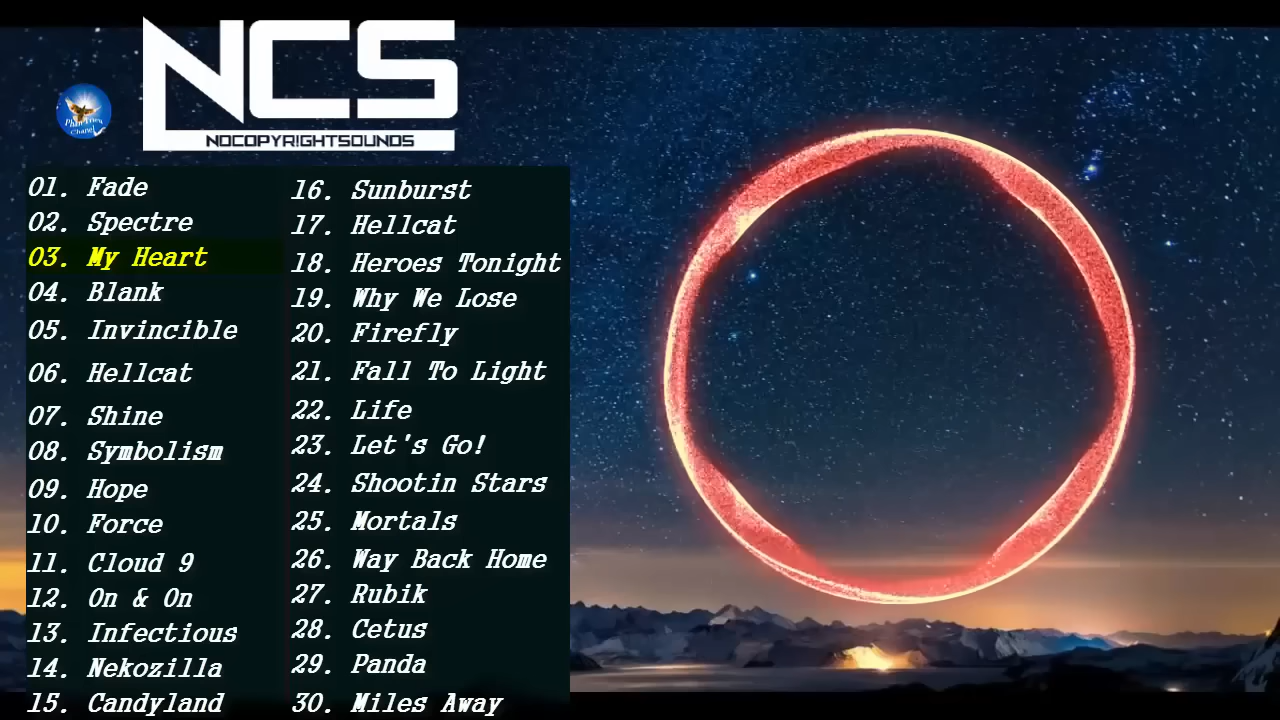 NCS
NOCOPYRIGHTSOUNDS
Chanel
01. Fade
02. Spectre
03. My Heart
04. Blank
05. Invincible
06. Hellcat
07. Shine
08. Symbolism
09. Hope
10. Force
11. Cloud 9
12. On & On
13. Infectious
14. Nekozilla
15. Candyland
16. Sunburst
17. Hellcat
18. Heroes Tonight
19. Why We Lose
20. Firefly
21. Fall To Light
22. Life
23. Let's Go!
24. Shootin Stars
25. Mortals
26. Way Back Home
27. Rubik
28. Cetus
29. Panda
30. Miles Away